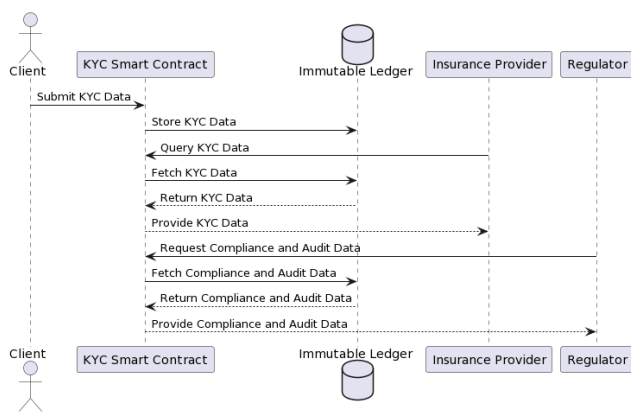 Client
KYC Smart Contract
Immutable Ledger
Insurance Provider
Regulator
Submit KYC Data
Store KYC Data
Query KYC Data
Fetch KYC Data
Return KYC Data
Provide KYC Data
Request Compliance and Audit Data
Fetch Compliance and Audit Data
Return Compliance and Audit Data
Provide Compliance and Audit Data
Client
KYC Smart Contract
Immutable Ledger
Insurance Provider
Regulator